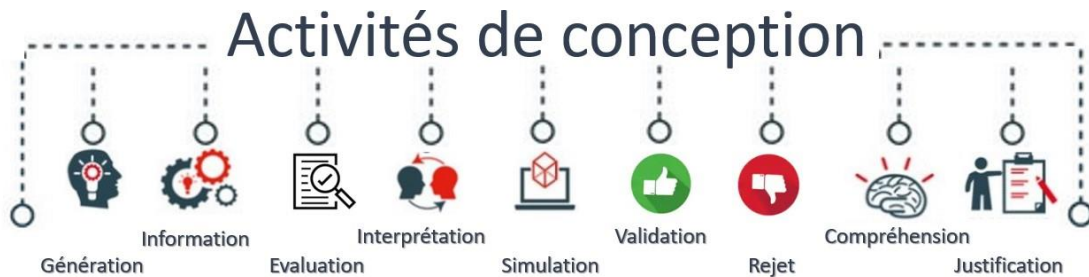 Activités de conception
Information
Interprétation
Validation
Compréhension
Génération
Evaluation
Simulation
Rejet
Justification